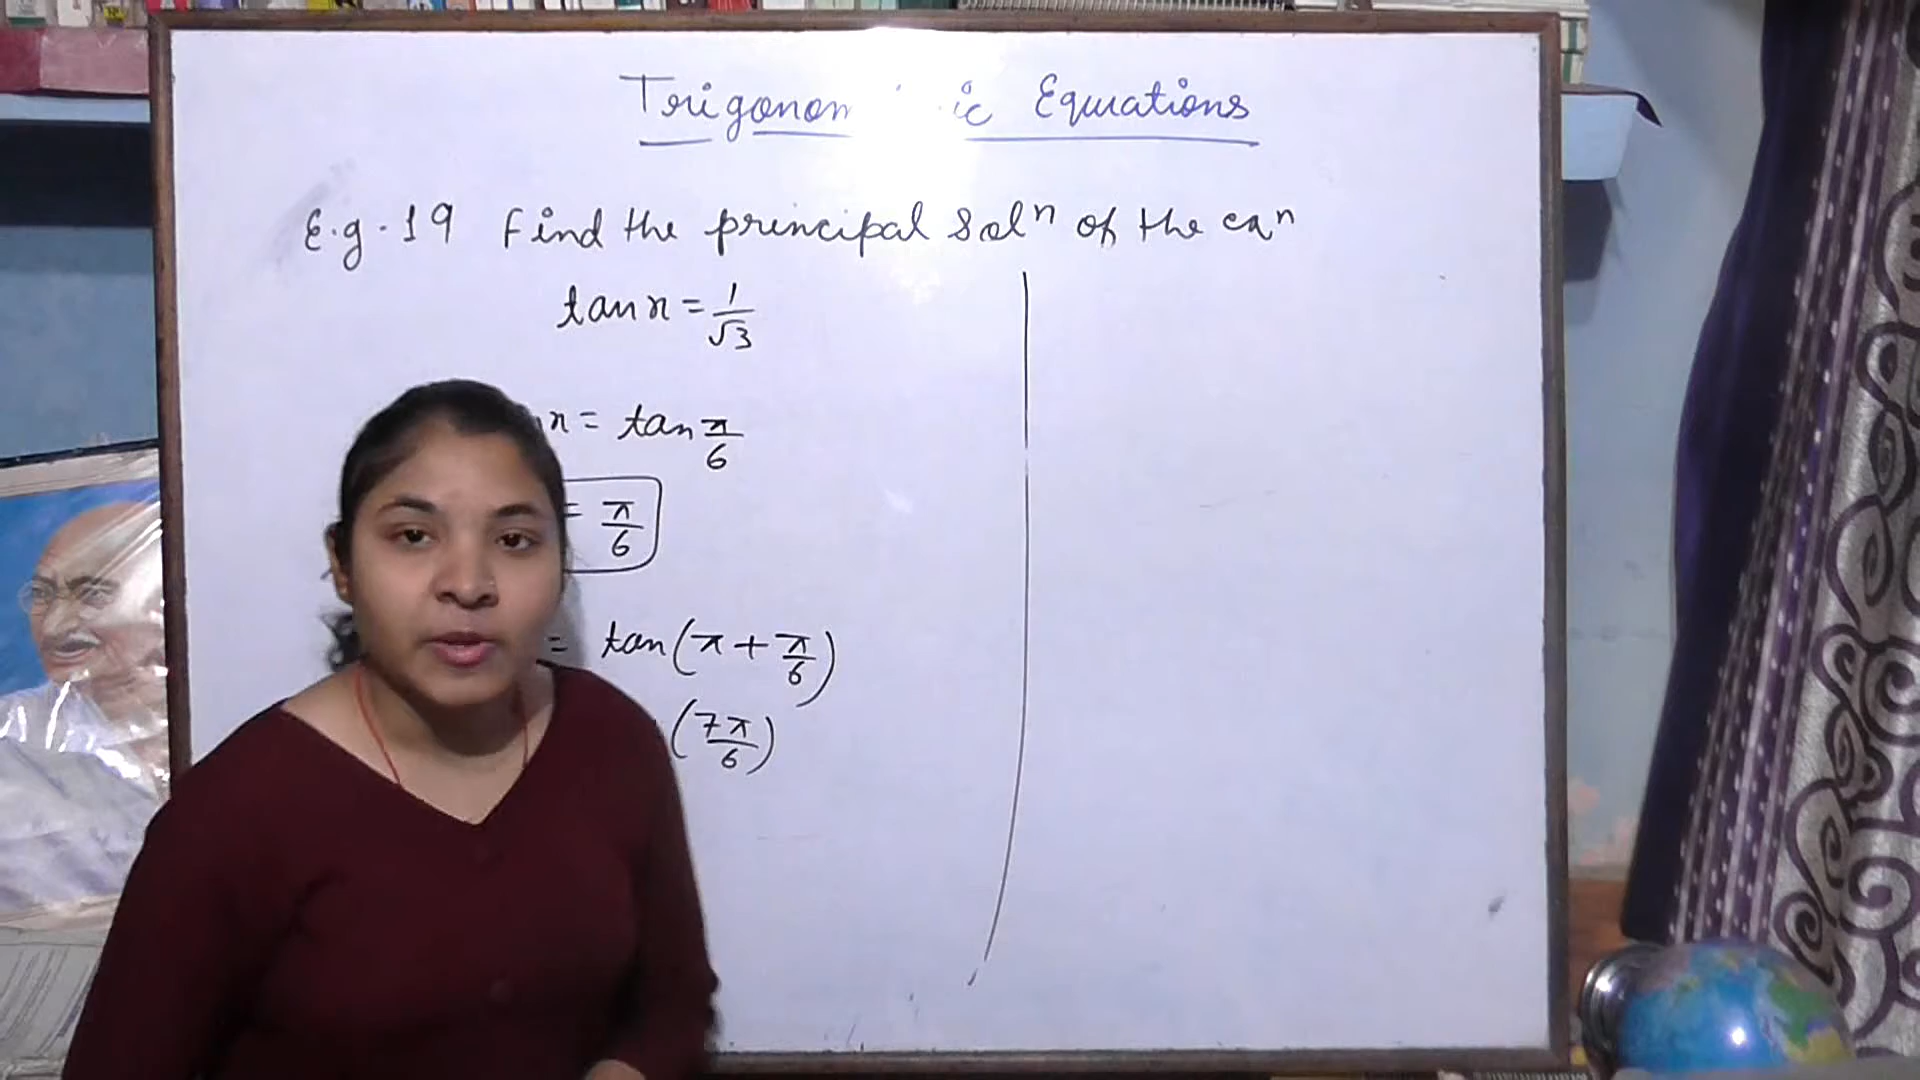 Trigonom ic Equations
E.g. 19 Find the principal solⁿ of the eqⁿ
tan x = 1/√3
x = tan π/6
= π/6
= tan(π + π/6)
(7π/6)